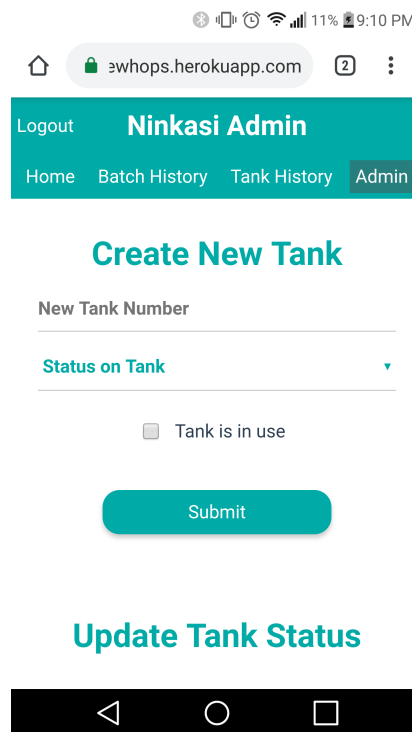 11% 9:10 PM
ewhops.herokuapp.com 2
Logout Ninkasi Admin
Home Batch History Tank History Admin
Create New Tank
New Tank Number
Status on Tank
Tank is in use
Submit
Update Tank Status